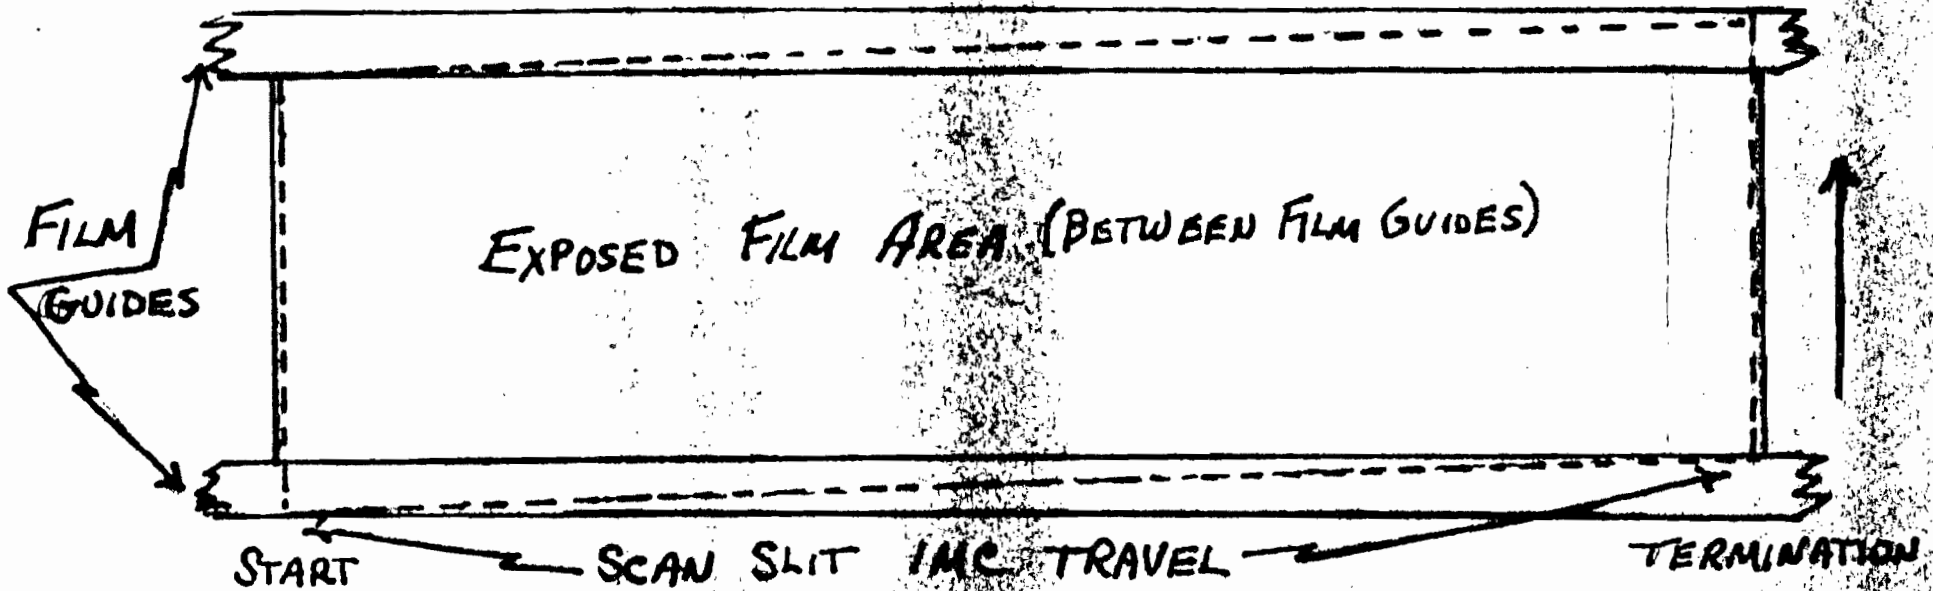 FILM
GUIDES
EXPOSED FILM AREA (BETWEEN FILM GUIDES)
START
SCAN SLIT IMC TRAVEL
TERMINATION